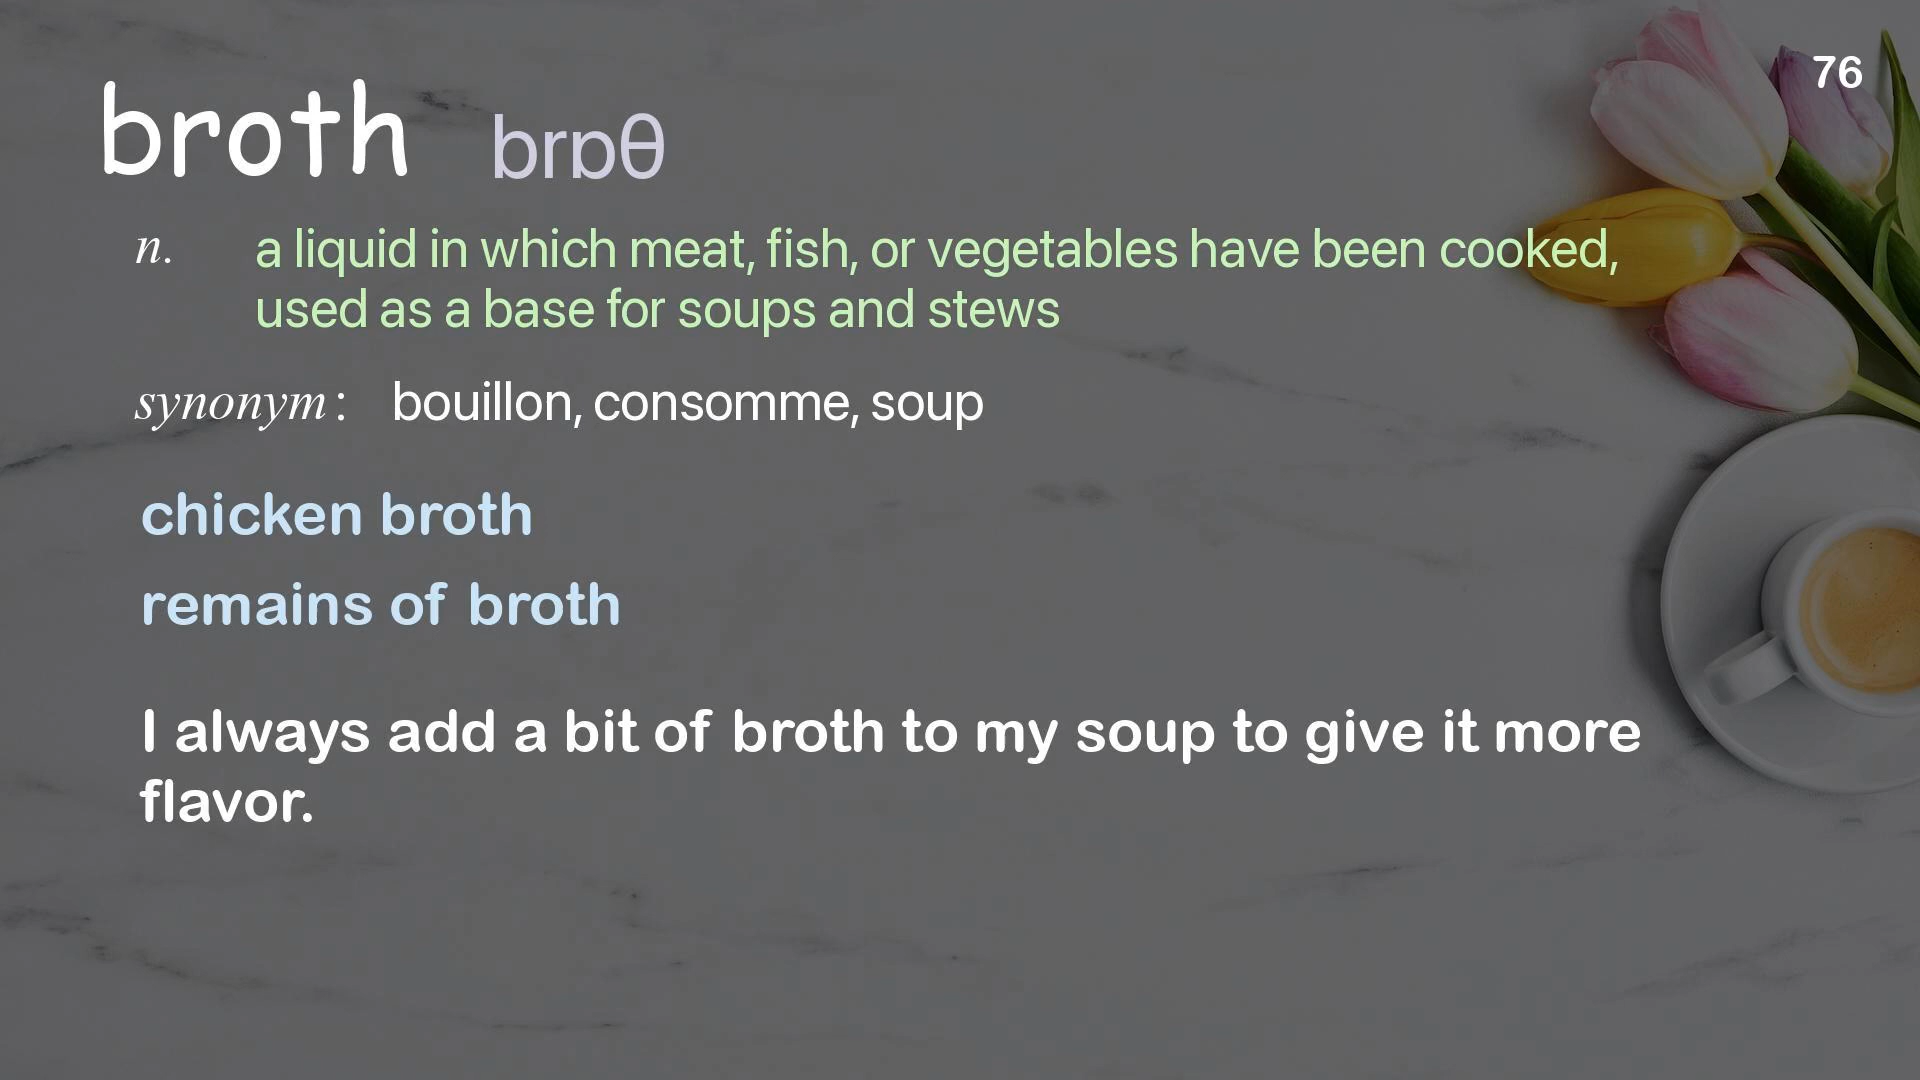 76
broth brɒθ
n. a liquid in which meat, fish, or vegetables have been cooked,
used as a base for soups and stews
synonym: bouillon, consomme, soup
chicken broth
remains of broth
I always add a bit of broth to my soup to give it more
flavor.